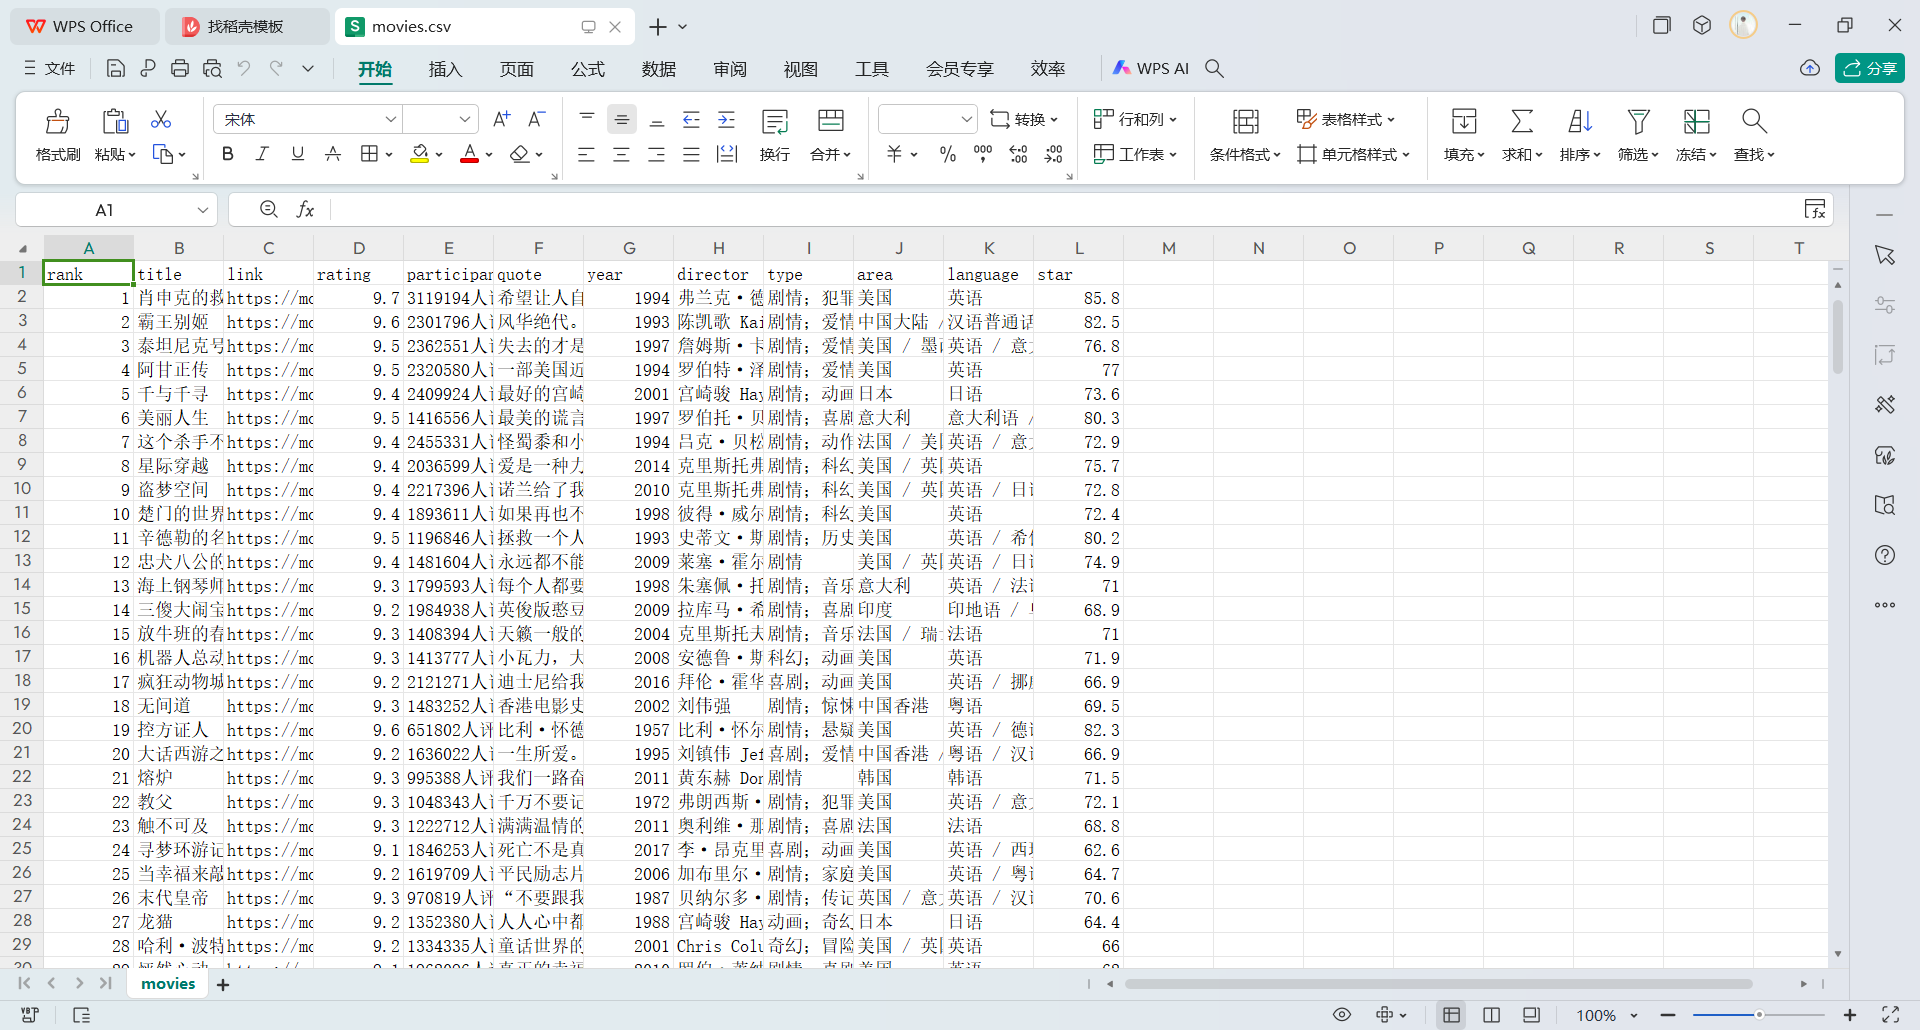 WPS Office 找稻壳模板 movies.csv
文件 开始 插入 页面 公式 数据 审阅 视图 工具 会员专享 效率 WPS AI 分享
格式刷 粘贴 宋体 换行 合并 转换 行和列 工作表 条件格式 表格样式 单元格样式 填充 求和 排序 筛选 冻结 查找
A1 fx
A B C D E F G H I J K L M N O P Q R S T
1 rank title link rating participan quote year director type area language star
2 1 肖申克的救 https://mo 9.7 3119194人 希望让人自 1994 弗兰克·德 剧情; 犯罪 美国 英语 85.8
3 2 霸王别姬 https://mo 9.6 2301796人 风华绝代。 1993 陈凯歌 Kai 剧情; 爱情 中国大陆 / 汉语普通话 82.5
4 3 泰坦尼克号 https://mo 9.5 2362551人 失去的才是 1997 詹姆斯·卡 剧情; 爱情 美国 / 墨 英语 / 意 76.8
5 4 阿甘正传 https://mo 9.5 2320580人 一部美国近 1994 罗伯特·泽 剧情; 爱情 美国 英语 77
6 5 千与千寻 https://mo 9.4 2409924人 最好的宫崎 2001 宫崎骏 Hay 剧情; 动画 日本 日语 73.6
7 6 美丽人生 https://mo 9.5 1416556人 最美的谎言 1997 罗伯托·贝 剧情; 喜剧 意大利 意大利语 / 80.3
8 7 这个杀手不 https://mo 9.4 2455331人 怪蜀黍和小 1994 吕克·贝松 剧情; 动作 法国 / 美 英语 / 意 72.9
9 8 星际穿越 https://mo 9.4 2036599人 爱是一种力 2014 克里斯托弗 剧情; 科幻 美国 / 英 英语 75.7
10 9 盗梦空间 https://mo 9.4 2217396人 诺兰给了我 2010 克里斯托弗 剧情; 科幻 美国 / 英 英语 / 日 72.8
11 10 楚门的世界 https://mo 9.4 1893611人 如果再也不 1998 彼得·威尔 剧情; 科幻 美国 英语 72.4
12 11 辛德勒的名 https://mo 9.5 1196846人 拯救一个人 1993 史蒂文·斯 剧情; 历史 美国 英语 / 希 80.2
13 12 忠犬八公的 https://mo 9.4 1481604人 永远都不能 2009 莱塞·霍尔 剧情 美国 / 英 英语 / 日 74.9
14 13 海上钢琴师 https://mo 9.3 1799593人 每个人都要 1998 朱塞佩·托 剧情; 音乐 意大利 英语 / 法 71
15 14 三傻大闹宝 https://mo 9.2 1984938人 英俊版憨豆 2009 拉库马·希 剧情; 喜剧 印度 印地语 / 68.9
16 15 放牛班的春 https://mo 9.3 1408394人 天籁一般的 2004 克里斯托夫 剧情; 音乐 法国 / 瑞 法语 71
17 16 机器人总动 https://mo 9.3 1413777人 小瓦力，大 2008 安德鲁·斯 科幻; 动画 美国 英语 71.9
18 17 疯狂动物城 https://mo 9.2 2121271人 迪士尼给我 2016 拜伦·霍华 喜剧; 动画 美国 英语 / 挪 66.9
19 18 无间道 https://mo 9.3 1483252人 香港电影史 2002 刘伟强 剧情; 惊悚 中国香港 粤语 69.5
20 19 控方证人 https://mo 9.6 651802人评 比利·怀德 1957 比利·怀尔 剧情; 悬疑 美国 英语 / 德 82.3
21 20 大话西游之 https://mo 9.2 1636022人 一生所爱。 1995 刘镇伟 Jef 喜剧; 爱情 中国香港 / 粤语 / 汉 66.9
22 21 熔炉 https://mo 9.3 995388人评 我们一路奋 2011 黄东赫 Don 剧情 韩国 韩语 71.5
23 22 教父 https://mo 9.3 1048343人 千万不要记 1972 弗朗西斯· 剧情; 犯罪 美国 英语 / 意 72.1
24 23 触不可及 https://mo 9.3 1222712人 满满温情的 2011 奥利维·那 剧情; 喜剧 法国 法语 68.8
25 24 寻梦环游记 https://mo 9.1 1846253人 死亡不是真 2017 李·昂克里 喜剧; 动画 美国 英语 / 西 62.6
26 25 当幸福来敲 https://mo 9.2 1619709人 平民励志片 2006 加布里尔· 剧情; 家庭 美国 英语 / 粤 64.7
27 26 末代皇帝 https://mo 9.3 970819人评 “不要跟我 1987 贝纳尔多· 剧情; 传记 英国 / 意 英语 / 汉 70.6
28 27 龙猫 https://mo 9.2 1352380人 人人心中都 1988 宫崎骏 Hay 动画; 奇幻 日本 日语 64.4
29 28 哈利·波特 https://mo 9.2 1334335人 童话世界的 2001 Chris Colu 奇幻; 冒险 美国 / 英 英语 66
movies
100%